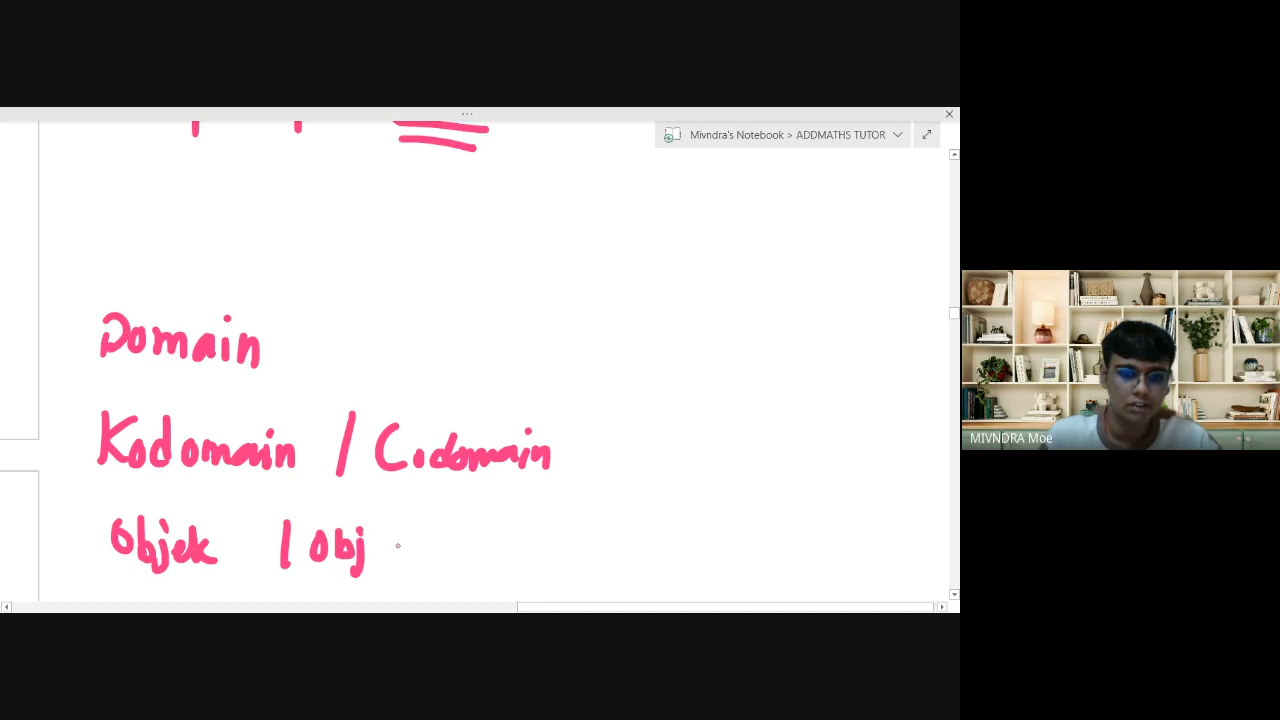 Mivndra's Notebook > ADDMATHS TUTOR
Domain
Kodomain / Codomain
Objek / Obj
MIVNDRA Moe